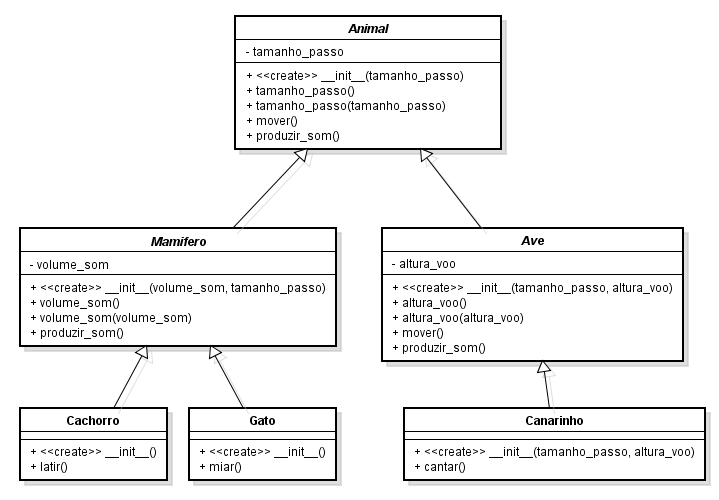 Animal
- tamanho_passo
+ <<create>> __init__(tamanho_passo)
+ tamanho_passo()
+ tamanho_passo(tamanho_passo)
+ mover()
+ produzir_som()
Mamifero
- volume_som
+ <<create>> __init__(volume_som, tamanho_passo)
+ volume_som()
+ volume_som(volume_som)
+ produzir_som()
Ave
- altura_voo
+ <<create>> __init__(tamanho_passo, altura_voo)
+ altura_voo()
+ altura_voo(altura_voo)
+ mover()
+ produzir_som()
Cachorro
+ <<create>> __init__()
+ latir()
Gato
+ <<create>> __init__()
+ miar()
Canarinho
+ <<create>> __init__(tamanho_passo, altura_voo)
+ cantar()